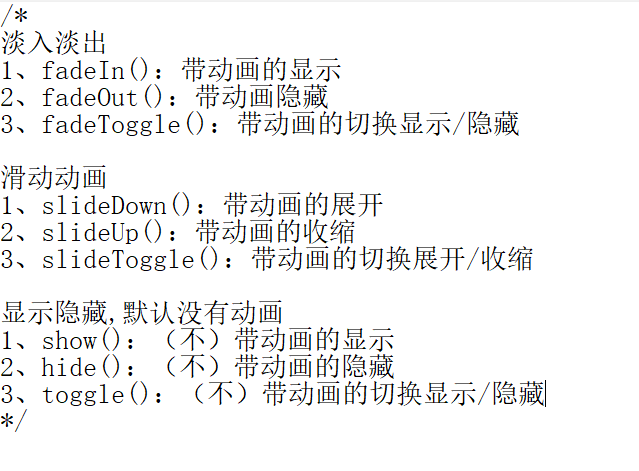 /*
淡入淡出
1、fadeIn(): 带动画的显示
2、fadeOut(): 带动画隐藏
3、fadeToggle(): 带动画的切换显示/隐藏
滑动动画
1、slideDown(): 带动画的展开
2、slideUp(): 带动画的收缩
3、slideToggle(): 带动画的切换展开/收缩
显示隐藏,默认没有动画
1、show(): （不）带动画的显示
2、hide(): （不）带动画的隐藏
3、toggle(): （不）带动画的切换显示/隐藏
*/